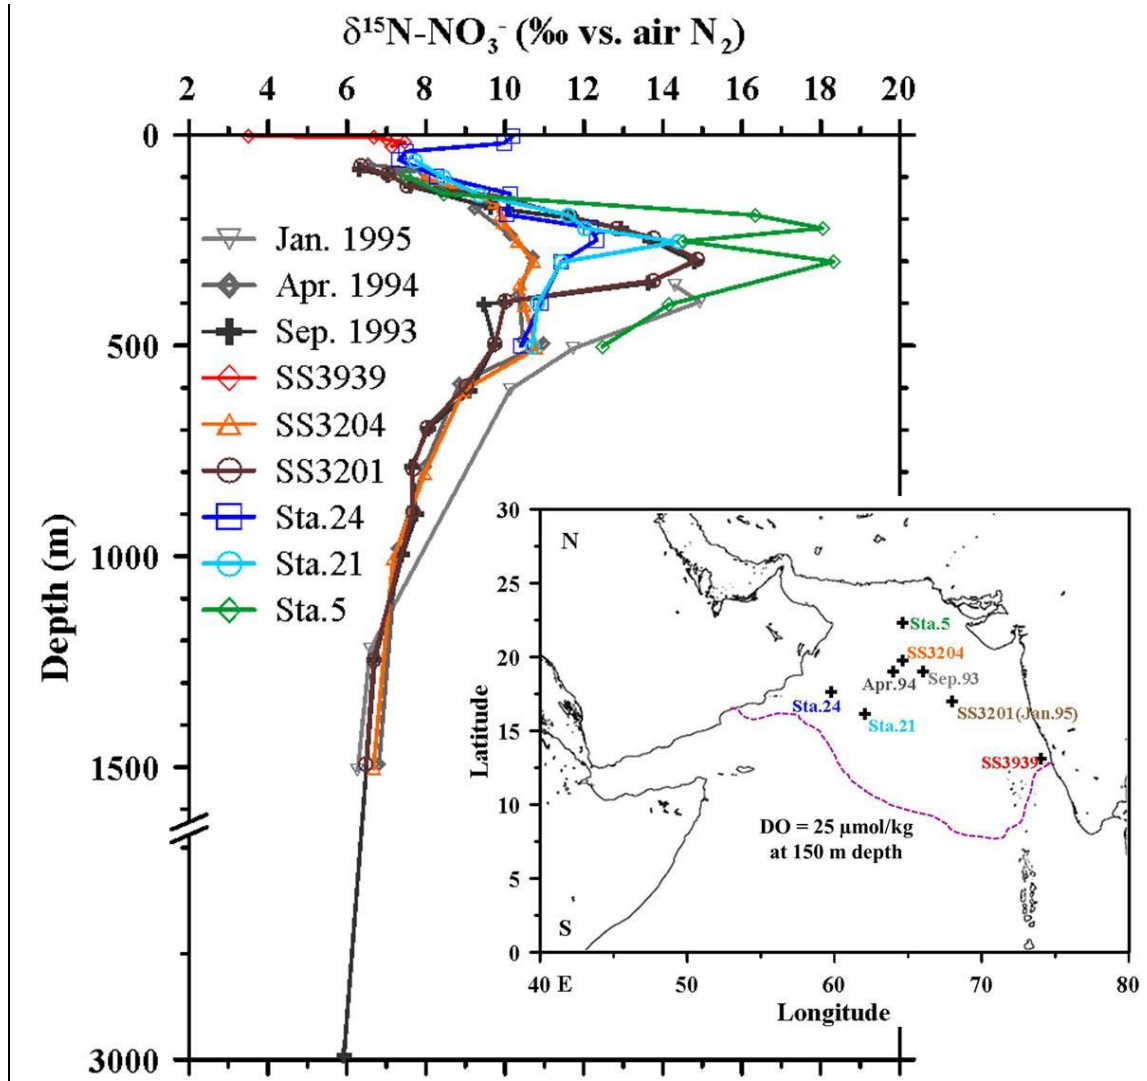 δ¹⁵N-NO₃⁻ (‰ vs. air N₂)
2 4 6 8 10 12 14 16 18 20
0
500
1000
1500
3000
Depth (m)
Jan. 1995
Apr. 1994
Sep. 1993
SS3939
SS3204
SS3201
Sta.24
Sta.21
Sta.5
30
25
20
15
10
5
0
Latitude
N
Sta.5
SS3204
Apr.94 Sep.93
Sta.24 SS3201(Jan.95)
Sta.21
SS3939
DO = 25 μmol/kg
at 150 m depth
S
40 E 50 60 70 80
Longitude